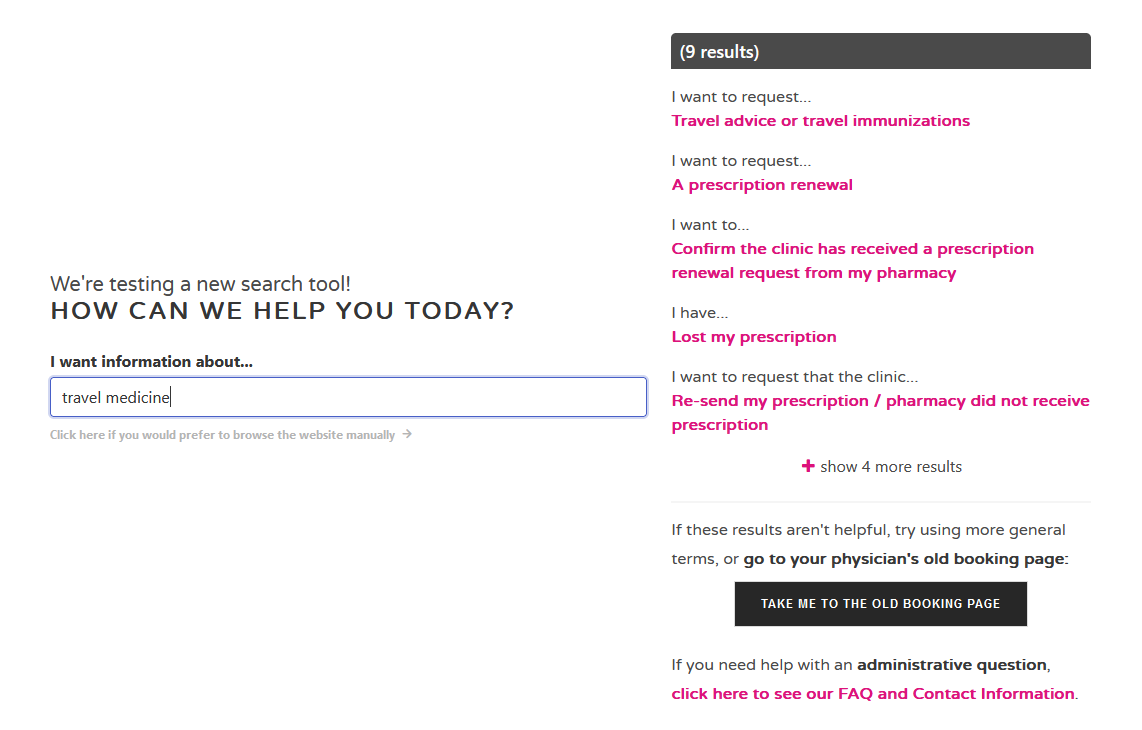 We're testing a new search tool!
HOW CAN WE HELP YOU TODAY?
I want information about...
travel medicine
Click here if you would prefer to browse the website manually →
(9 results)
I want to request...
Travel advice or travel immunizations
I want to request...
A prescription renewal
I want to...
Confirm the clinic has received a prescription
renewal request from my pharmacy
I have...
Lost my prescription
I want to request that the clinic...
Re-send my prescription / pharmacy did not receive
prescription
+ show 4 more results
If these results aren't helpful, try using more general
terms, or go to your physician's old booking page:
TAKE ME TO THE OLD BOOKING PAGE
If you need help with an administrative question,
click here to see our FAQ and Contact Information.